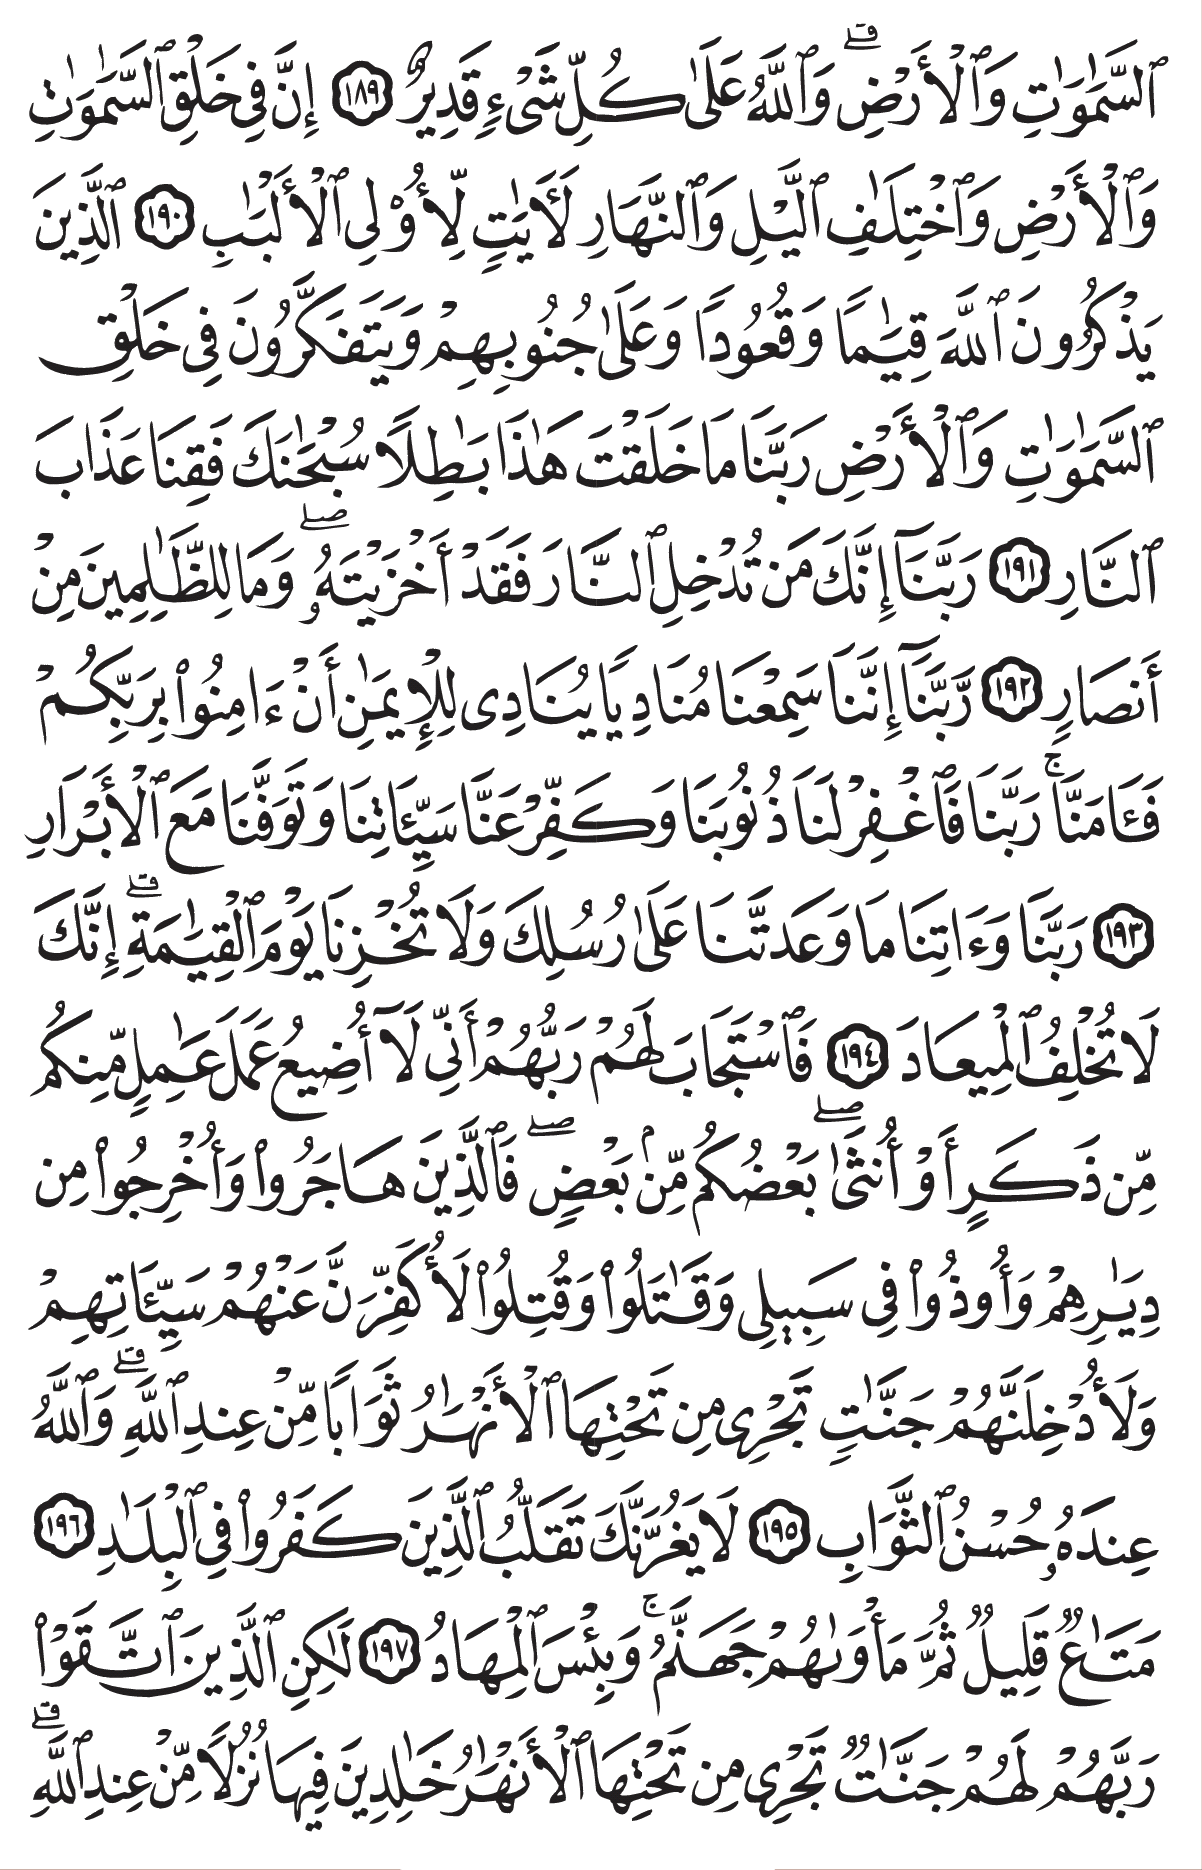 ٱلسَّمَٰوَٰتِ وَٱلْأَرْضِ ۗ وَٱللَّهُ عَلَىٰ كُلِّ شَىْءٍ قَدِيرٌ ١٨٩ إِنَّ فِى خَلْقِ ٱلسَّمَٰوَٰتِ
وَٱلْأَرْضِ وَٱخْتِلَٰفِ ٱلَّيْلِ وَٱلنَّهَارِ لَءَايَٰتٍ لِّأُو۟لِى ٱلْأَلْبَٰبِ ١٩٠ ٱلَّذِينَ
يَذْكُرُونَ ٱللَّهَ قِيَٰمًا وَقُعُودًا وَعَلَىٰ جُنُوبِهِمْ وَيَتَفَكَّرُونَ فِى خَلْقِ
ٱلسَّمَٰوَٰتِ وَٱلْأَرْضِ رَبَّنَا مَا خَلَقْتَ هَٰذَا بَٰطِلًا سُبْحَٰنَكَ فَقِنَا عَذَابَ
ٱلنَّارِ ١٩١ رَبَّنَآ إِنَّكَ مَن تُدْخِلِ ٱلنَّارَ فَقَدْ أَخْزَيْتَهُۥ ۖ وَمَا لِلظَّٰلِمِينَ مِنْ
أَنصَارٍ ١٩٢ رَّبَّنَآ إِنَّنَا سَمِعْنَا مُنَادِيًا يُنَادِى لِلْإِيمَٰنِ أَنْ ءَامِنُوا۟ بِرَبِّكُمْ
فَـَٔامَنَّا ۚ رَبَّنَا فَٱغْفِرْ لَنَا ذُنُوبَنَا وَكَفِّرْ عَنَّا سَيِّـَٔاتِنَا وَتَوَفَّنَا مَعَ ٱلْأَبْرَارِ
١٩٣ رَبَّنَا وَءَاتِنَا مَا وَعَدتَّنَا عَلَىٰ رُسُلِكَ وَلَا تُخْزِنَا يَوْمَ ٱلْقِيَٰمَةِ ۗ إِنَّكَ
لَا تُخْلِفُ ٱلْمِيعَادَ ١٩٤ فَٱسْتَجَابَ لَهُمْ رَبُّهُمْ أَنِّى لَآ أُضِيعُ عَمَلَ عَٰمِلٍ مِّنكُم
مِّن ذَكَرٍ أَوْ أُنثَىٰ ۖ بَعْضُكُم مِّنۢ بَعْضٍ ۖ فَٱلَّذِينَ هَاجَرُوا۟ وَأُخْرِجُوا۟ مِن
دِيَٰرِهِمْ وَأُوذُوا۟ فِى سَبِيلِى وَقَٰتَلُوا۟ وَقُتِلُوا۟ لَأُكَفِّرَنَّ عَنْهُمْ سَيِّـَٔاتِهِمْ
وَلَأُدْخِلَنَّهُمْ جَنَّٰتٍ تَجْرِى مِن تَحْتِهَا ٱلْأَنْهَٰرُ ثَوَابًا مِّنْ عِندِ ٱللَّهِ ۗ وَٱللَّهُ
عِندَهُۥ حُسْنُ ٱلثَّوَابِ ١٩٥ لَا يَغُرَّنَّكَ تَقَلُّبُ ٱلَّذِينَ كَفَرُوا۟ فِى ٱلْبِلَٰدِ ١٩٦
مَتَٰعٌ قَلِيلٌ ثُمَّ مَأْوَىٰهُمْ جَهَنَّمُ ۚ وَبِئْسَ ٱلْمِهَادُ ١٩٧ لَٰكِنِ ٱلَّذِينَ ٱتَّقَوْا۟
رَبَّهُمْ لَهُمْ جَنَّٰتٌ تَجْرِى مِن تَحْتِهَا ٱلْأَنْهَٰرُ خَٰلِدِينَ فِيهَا نُزُلًا مِّنْ عِندِ ٱللَّهِ ۗ